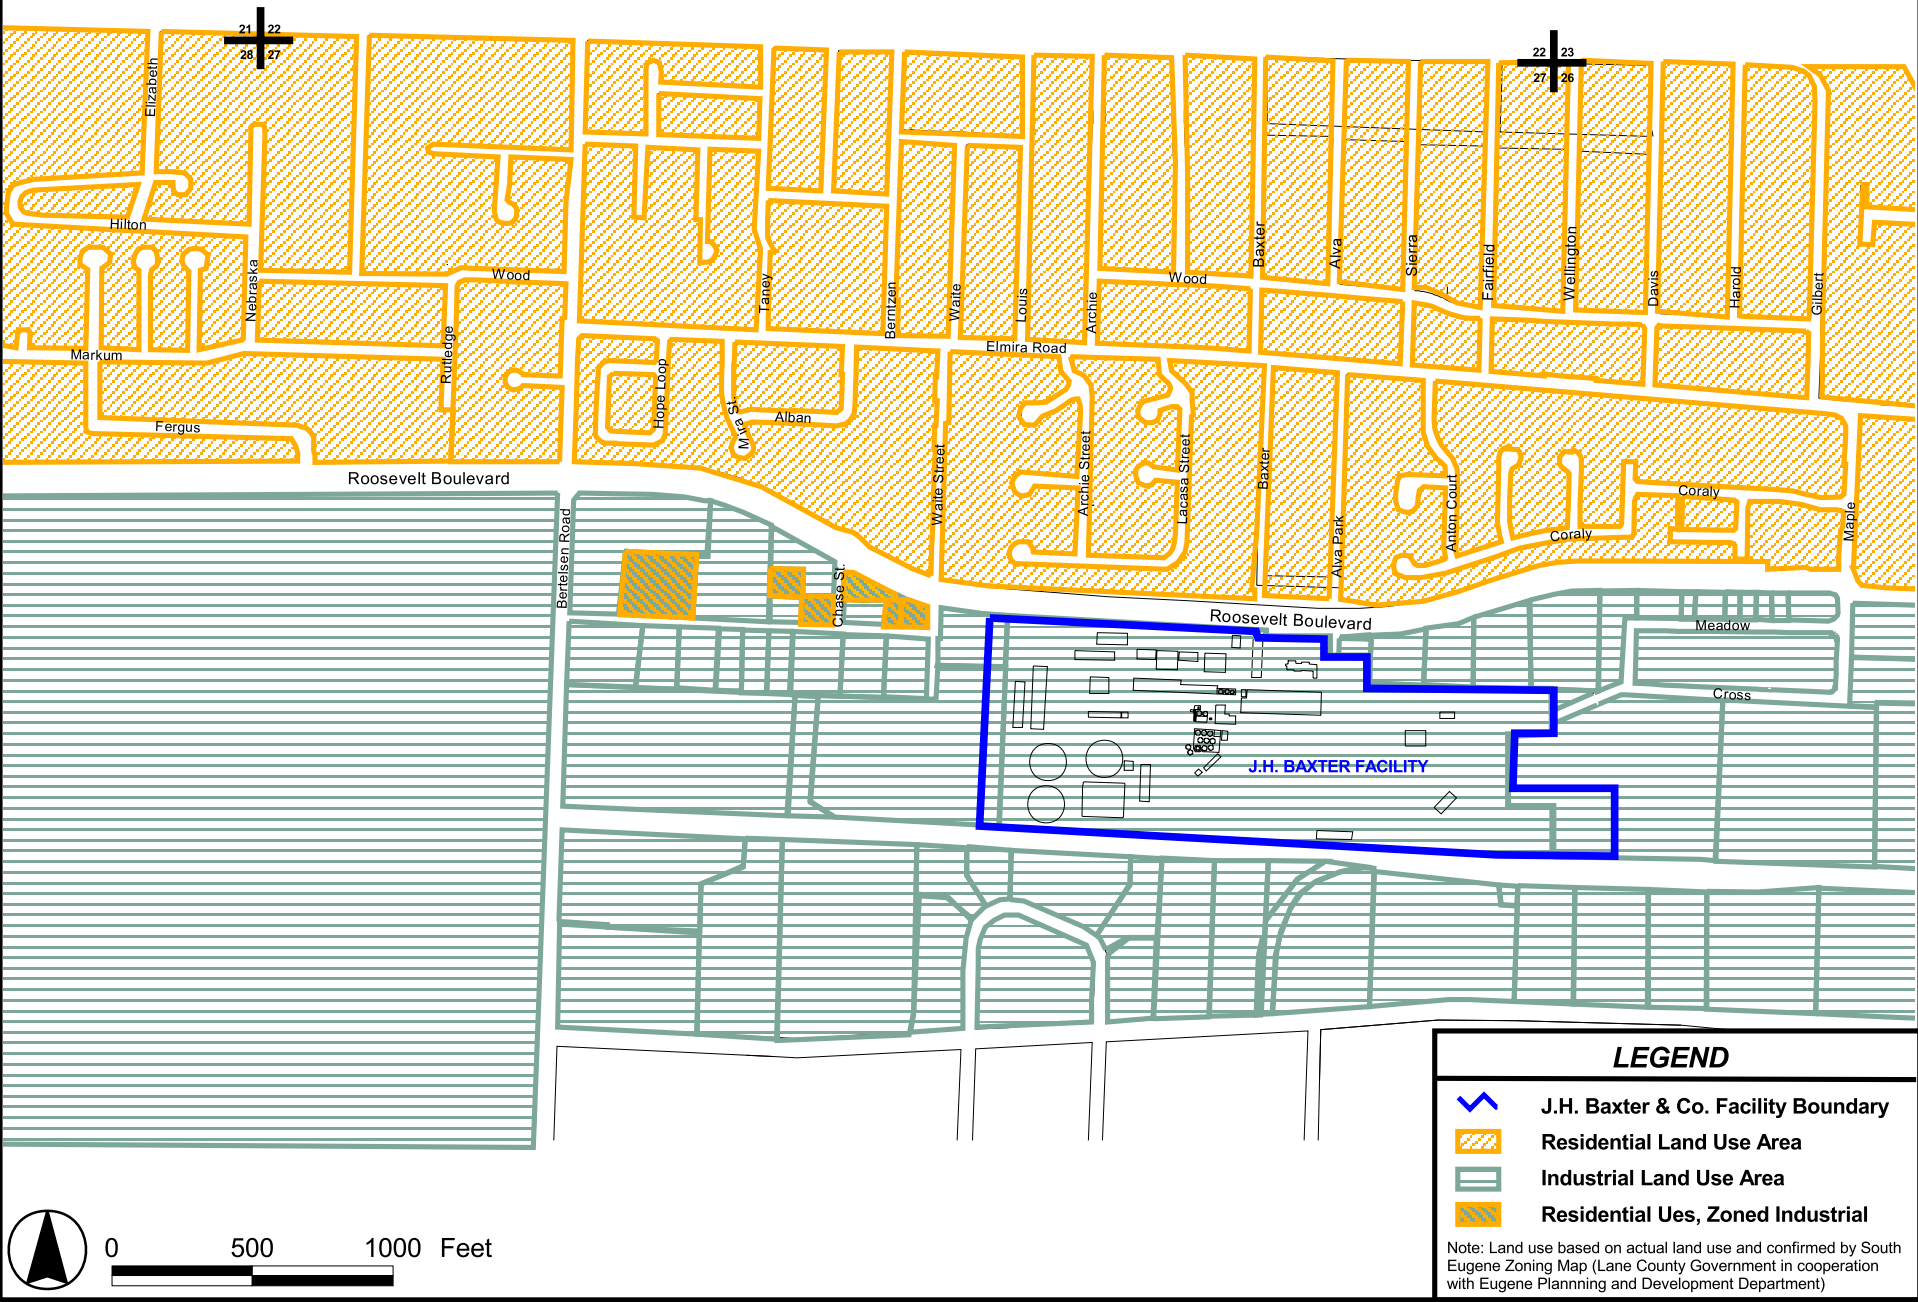 21 22
28 27
22 23
27 26
Elizabeth
Hilton
Nebraska
Wood
Rutledge
Markum
Fergus
Taney
Berntzen
Waite
Louis
Archie
Wood
Baxter
Alva
Sierra
Fairfield
Wellington
Davis
Harold
Gilbert
Elmira Road
Hope Loop
Mira St.
Alban
Waite Street
Archie Street
Lacasa Street
Baxter
Alva Park
Anton Court
Coraly
Coraly
Maple
Roosevelt Boulevard
Bertelsen Road
Chase St.
Roosevelt Boulevard
Meadow
Cross
J.H. BAXTER FACILITY
LEGEND
J.H. Baxter & Co. Facility Boundary
Residential Land Use Area
Industrial Land Use Area
Residential Ues, Zoned Industrial
Note: Land use based on actual land use and confirmed by South
Eugene Zoning Map (Lane County Government in cooperation
with Eugene Plannning and Development Department)
0 500 1000 Feet